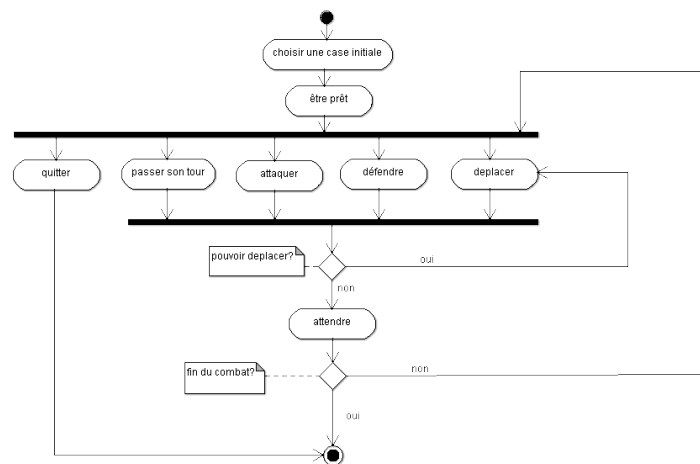 choisir une case initiale
être prêt
quitter
passer son tour
attaquer
défendre
deplacer
pouvoir deplacer?
oui
non
attendre
fin du combat?
non
oui